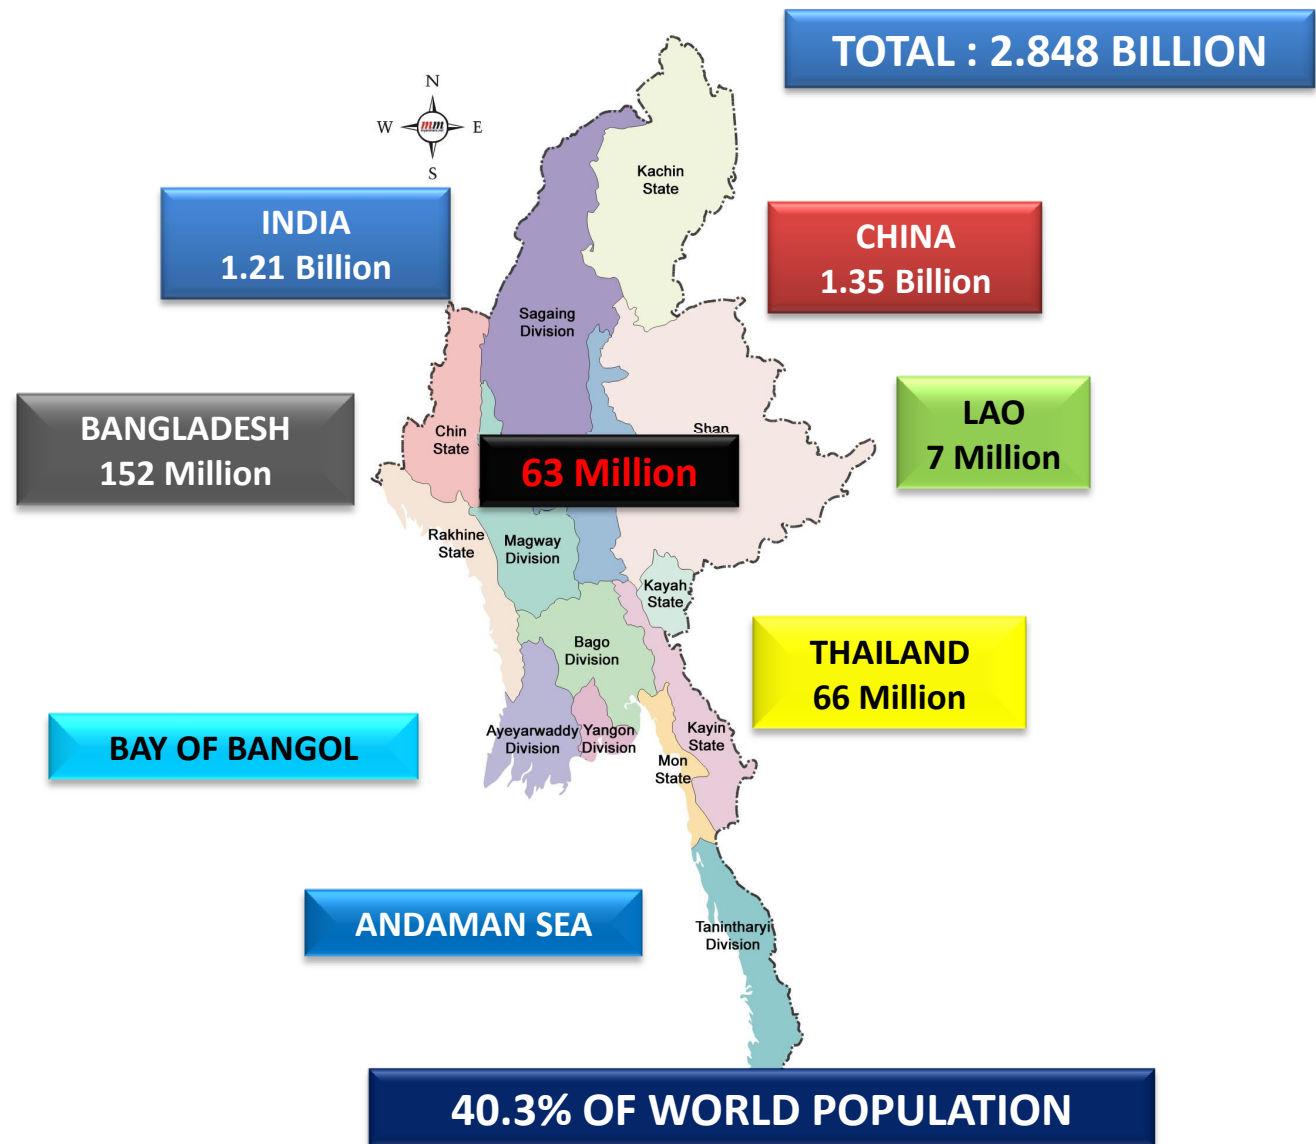 TOTAL : 2.848 BILLION
N
W
mm
E
S
Kachin
State
INDIA
1.21 Billion
CHINA
1.35 Billion
Sagaing
Division
BANGLADESH
152 Million
Chin
State
Shan
LAO
7 Million
63 Million
Rakhine
State
Magway
Division
Kayah
State
Bago
Division
THAILAND
66 Million
BAY OF BANGOL
Ayeyarwaddy
Division
Yangon
Division
Kayin
State
Mon
State
ANDAMAN SEA
Tanintharyi
Division
40.3% OF WORLD POPULATION